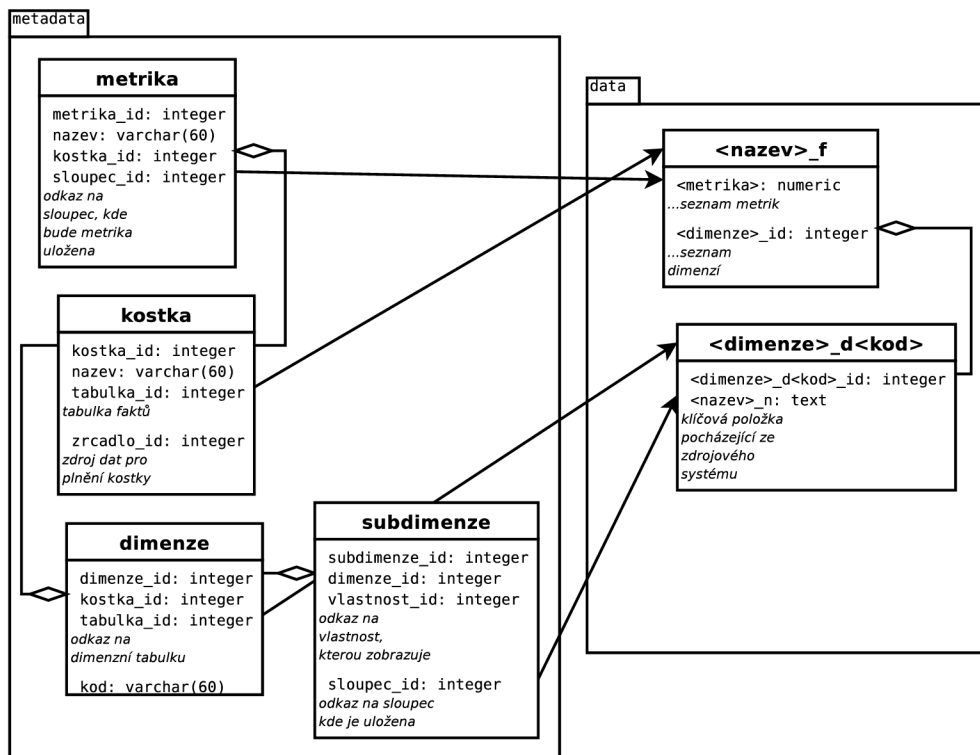 metadata
metrika
metrika_id: integer
nazev: varchar(60)
kostka_id: integer
sloupec_id: integer
odkaz na
sloupec, kde
bude metrika
uložena
kostka
kostka_id: integer
nazev: varchar(60)
tabulka_id: integer
tabulka faktů
zrcadlo_id: integer
zdroj dat pro
plnění kostky
dimenze
dimenze_id: integer
kostka_id: integer
tabulka_id: integer
odkaz na
dimenzní tabulku
kod: varchar(60)
subdimenze
subdimenze_id: integer
dimenze_id: integer
vlastnost_id: integer
odkaz na
vlastnost,
kterou zobrazuje
sloupec_id: integer
odkaz na sloupec
kde je uložena
data
<nazev>_f
<metrika>: numeric
...seznam metrik
<dimenze>_id: integer
...seznam
dimenzí
<dimenze>_d<kod>
<dimenze>_d<kod>_id: integer
<nazev>_n: text
klíčová položka
pocházející ze
zdrojového
systému